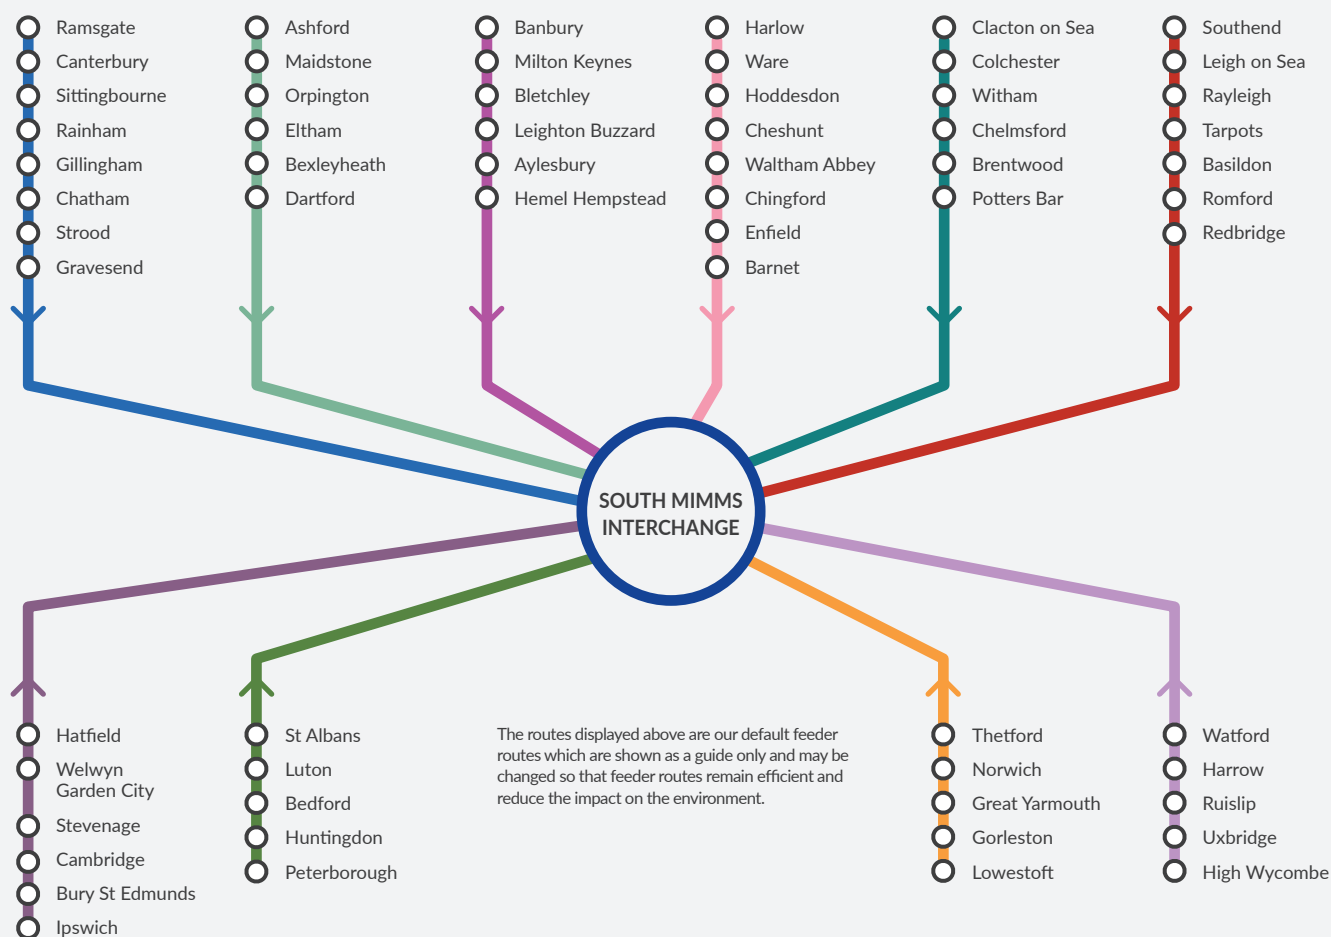 Ramsgate
Canterbury
Sittingbourne
Rainham
Gillingham
Chatham
Strood
Gravesend
Ashford
Maidstone
Orpington
Eltham
Bexleyheath
Dartford
Banbury
Milton Keynes
Bletchley
Leighton Buzzard
Aylesbury
Hemel Hempstead
Harlow
Ware
Hoddesdon
Cheshunt
Waltham Abbey
Chingford
Enfield
Barnet
Clacton on Sea
Colchester
Witham
Chelmsford
Brentwood
Potters Bar
Southend
Leigh on Sea
Rayleigh
Tarpots
Basildon
Romford
Redbridge
SOUTH MIMMS
INTERCHANGE
Hatfield
Welwyn
Garden City
Stevenage
Cambridge
Bury St Edmunds
Ipswich
St Albans
Luton
Bedford
Huntingdon
Peterborough
The routes displayed above are our default feeder
routes which are shown as a guide only and may be
changed so that feeder routes remain efficient and
reduce the impact on the environment.
Thetford
Norwich
Great Yarmouth
Gorleston
Lowestoft
Watford
Harrow
Ruislip
Uxbridge
High Wycombe